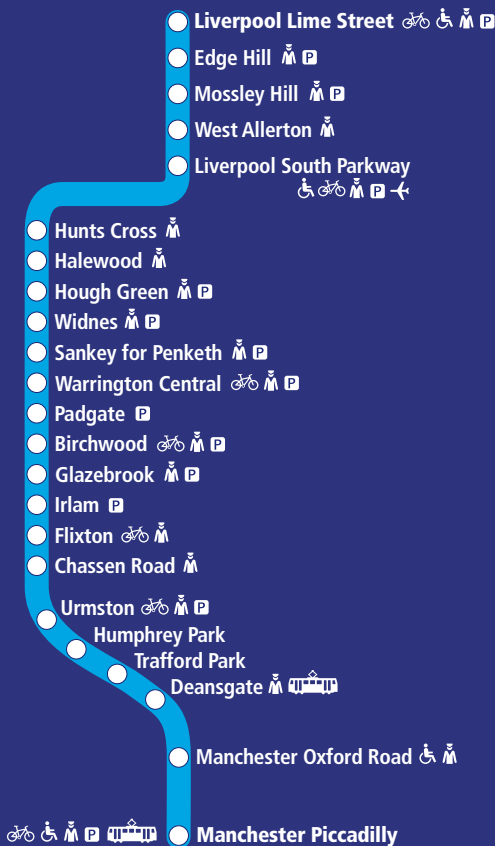 Liverpool Lime Street P
Edge Hill P
Mossley Hill P
West Allerton
Liverpool South Parkway
P
Hunts Cross
Halewood
Hough Green P
Widnes P
Sankey for Penketh P
Warrington Central P
Padgate P
Birchwood P
Glazebrook P
Irlam P
Flixton
Chassen Road
Urmston P
Humphrey Park
Trafford Park
Deansgate
Manchester Oxford Road
P Manchester Piccadilly